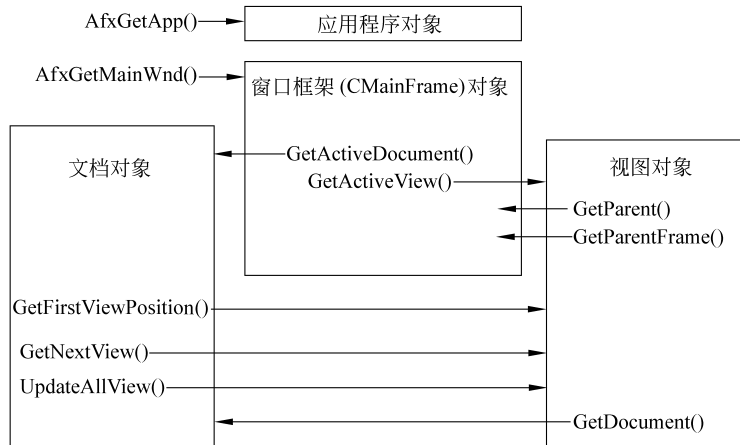 AfxGetApp()
应用程序对象
AfxGetMainWnd()
窗口框架 (CMainFrame)对象
文档对象
GetActiveDocument()
GetActiveView()
视图对象
GetParent()
GetParentFrame()
GetFirstViewPosition()
GetNextView()
UpdateAllView()
GetDocument()